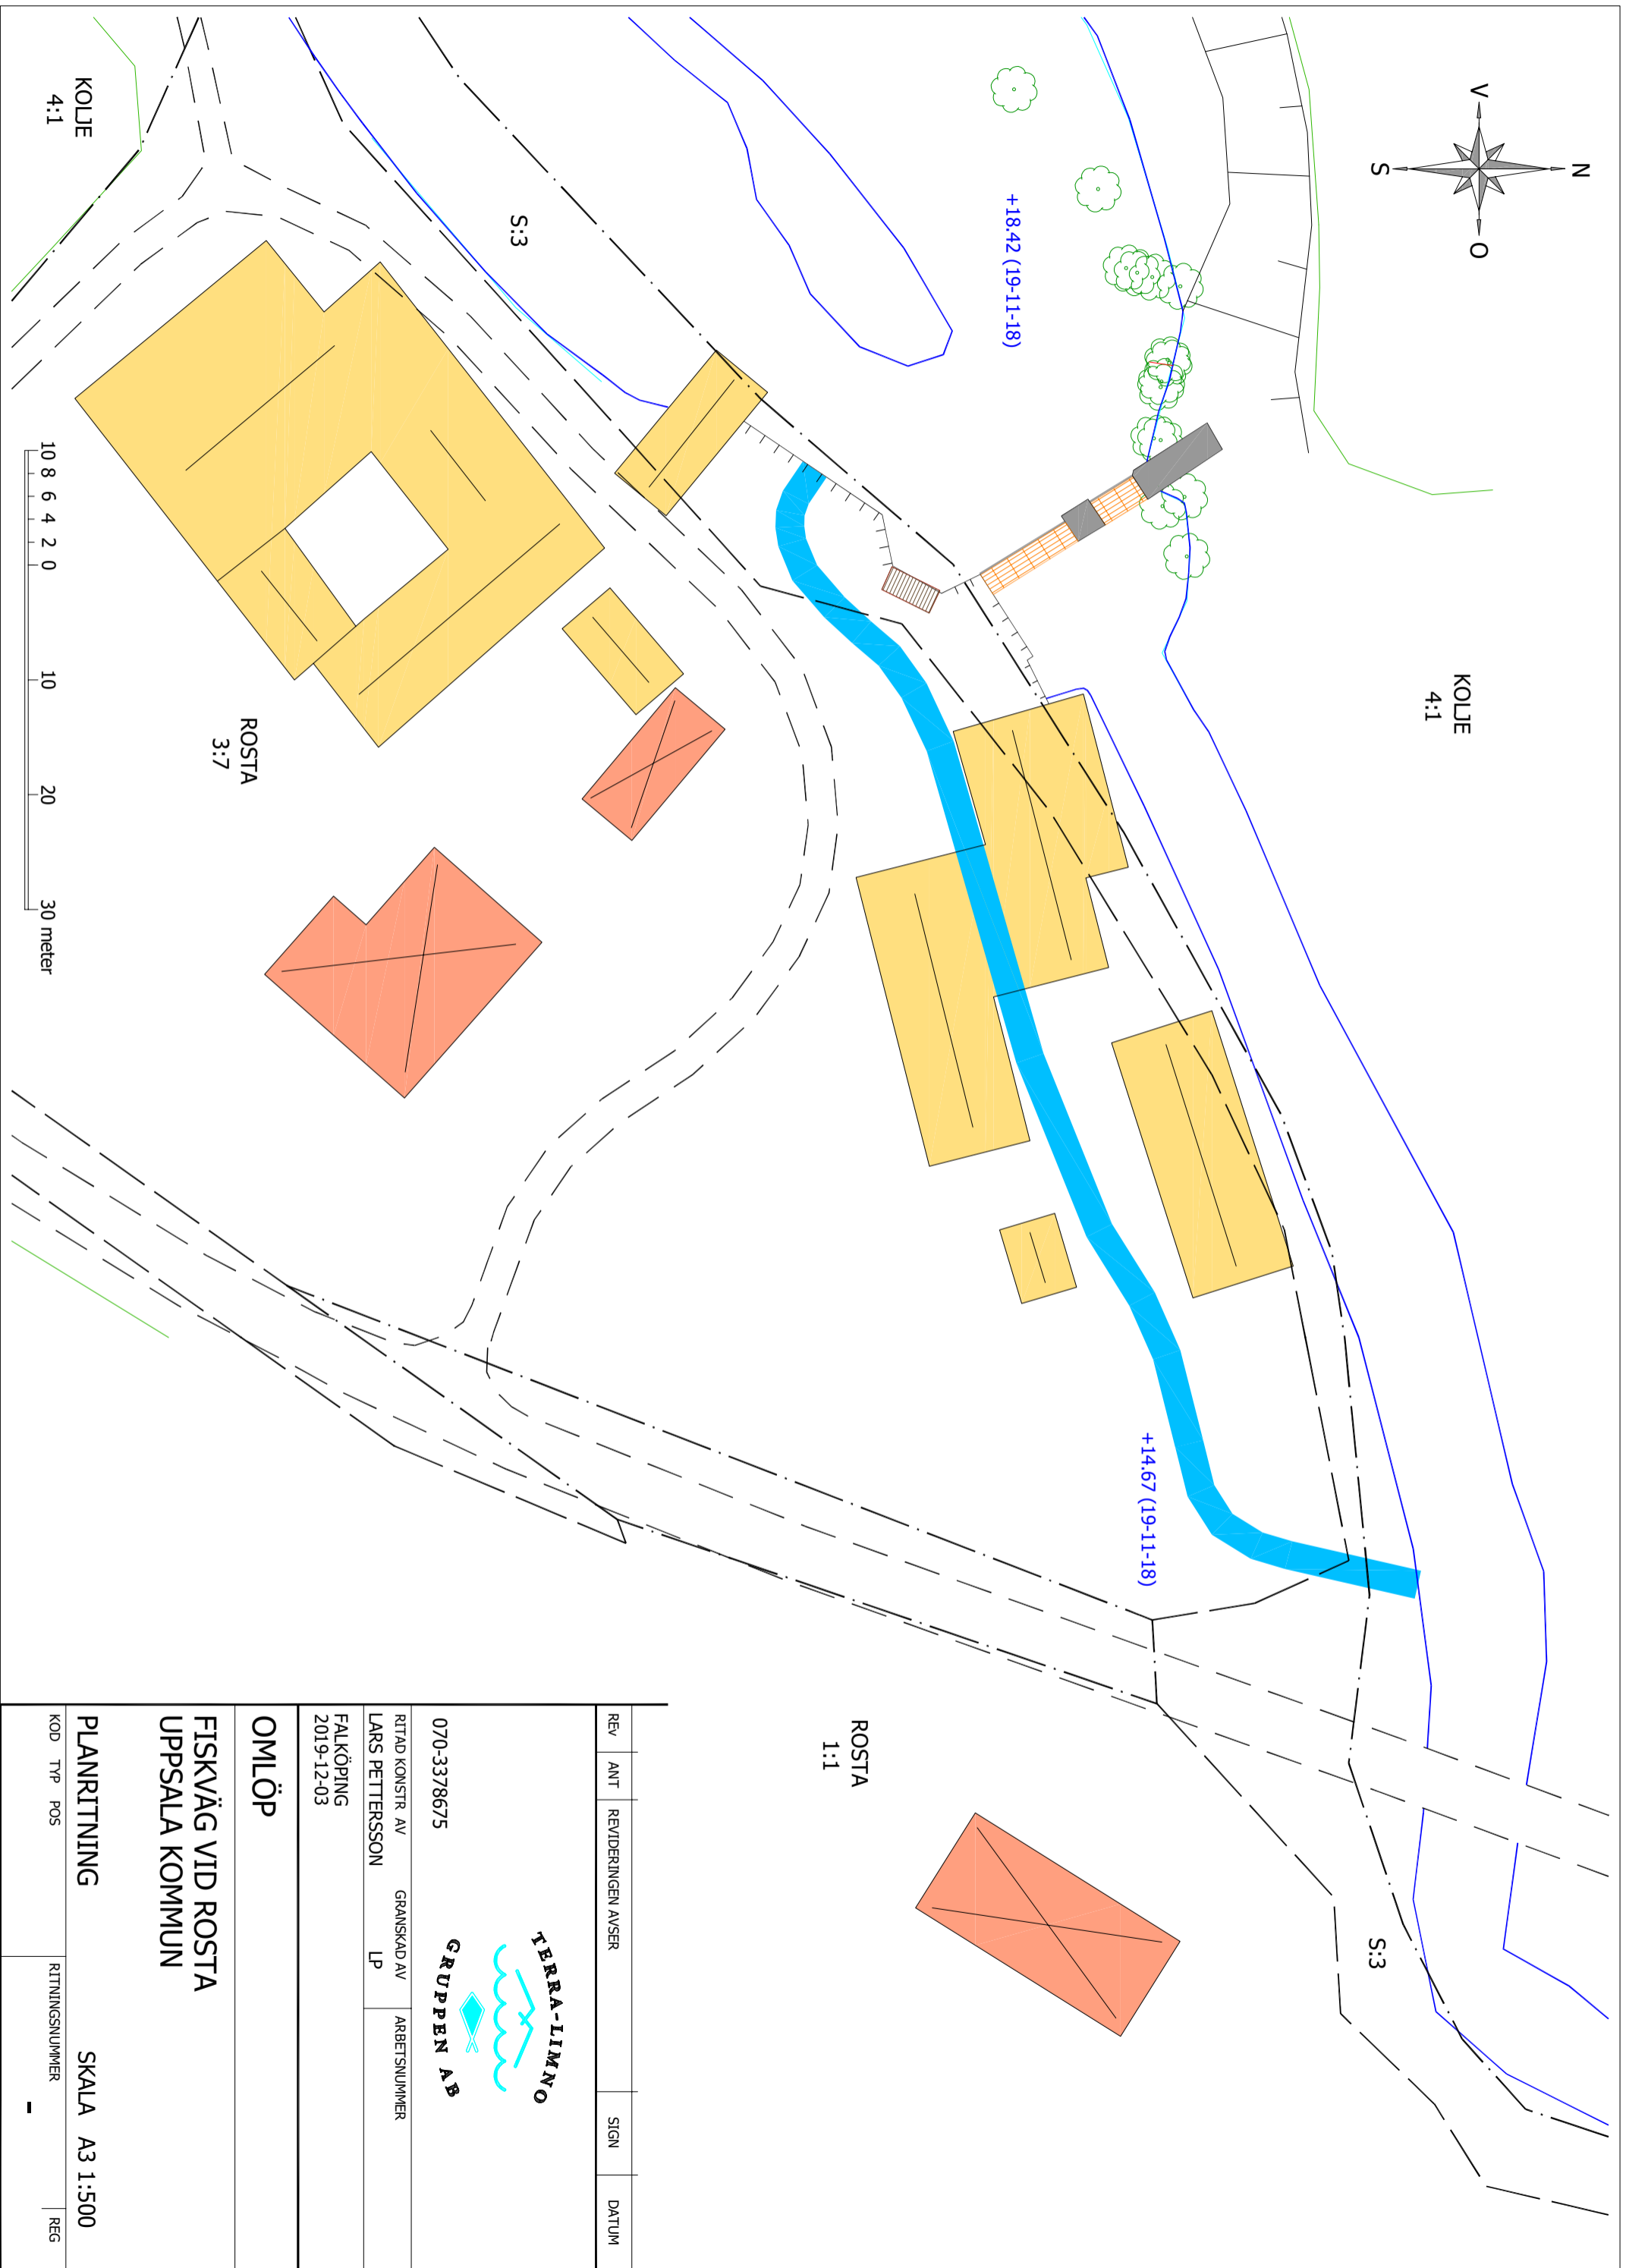 N
V
O
S
KOLJE
4:1
+18.42 (19-11-18)
S:3
KOLJE
4:1
ROSTA
3:7
10 8 6 4 2 0 10 20 30 meter
+14.67 (19-11-18)
ROSTA
1:1
S:3
REV ANT REVIDERINGEN AVSER SIGN DATUM
TERRA-LIMNO
GRUPPEN AB
070-3378675
RITAD KONSTR AV GRANSKAD AV ARBETSNUMMER
LARS PETTERSSON LP
FALKÖPING
2019-12-03
OMLÖP
FISKVÄG VID ROSTA
UPPSALA KOMMUN
PLANRITNING SKALA A3 1:500
KOD TYP POS RITNINGSNUMMER REG
-